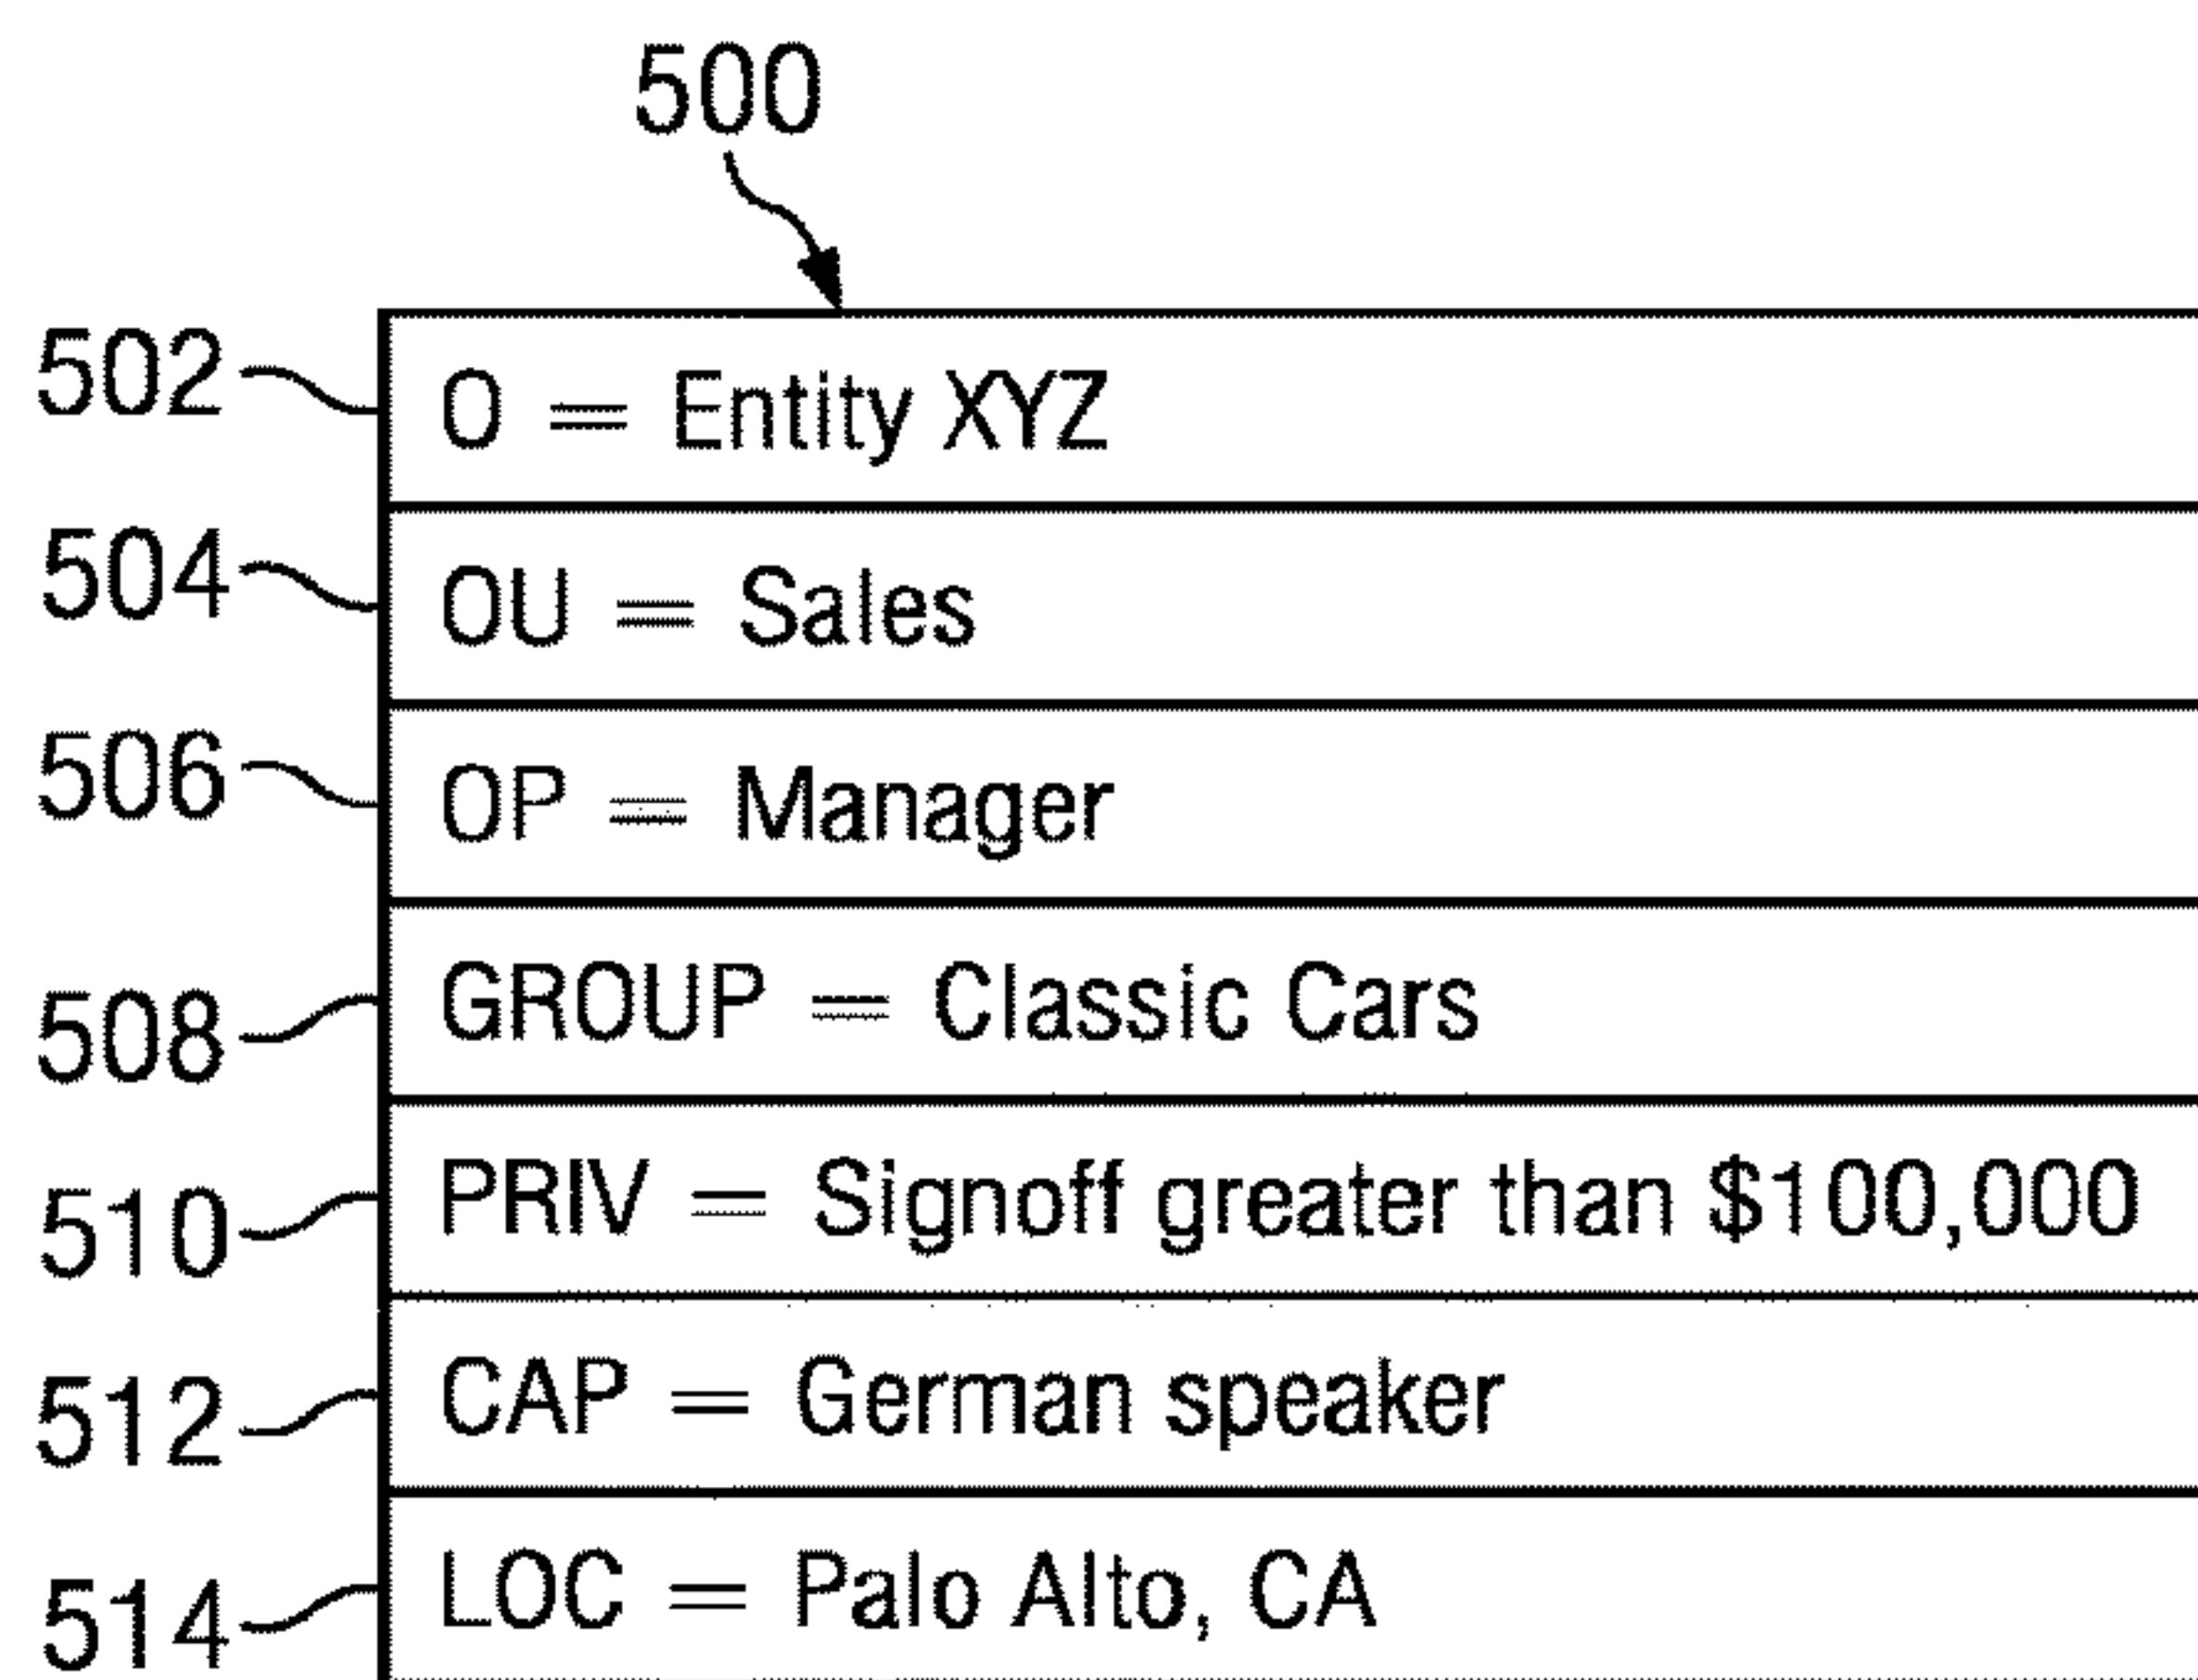 500
502 O = Entity XYZ
504 OU = Sales
506 OP = Manager
508 GROUP = Classic Cars
510 PRIV = Signoff greater than $100,000
512 CAP = German speaker
514 LOC = Palo Alto, CA